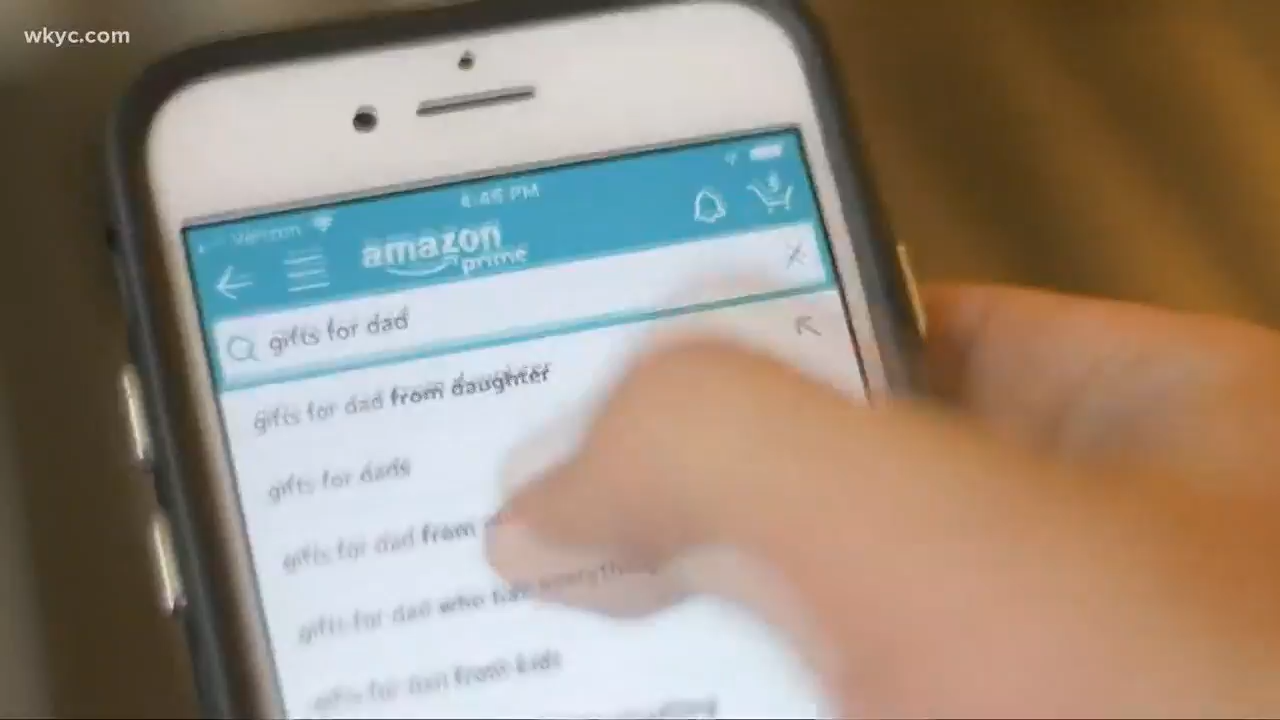 wkyc.com
verizon
4:46 PM
amazon
prime
gifts for dad
gifts for dad from daughter
gifts for dads
gifts for dad from
gifts for dad who has everything
gifts for dad from kids